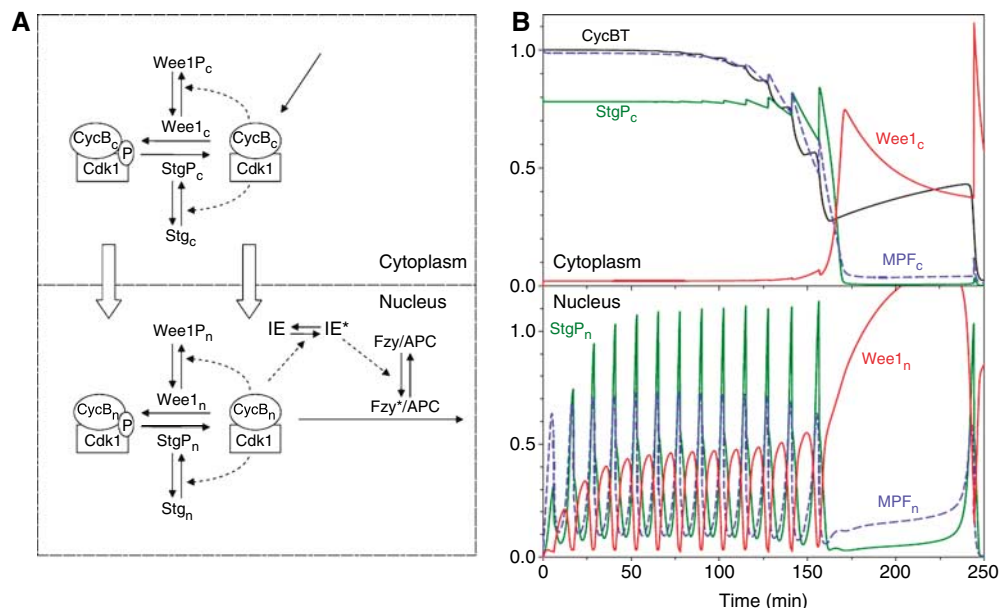 A
Wee1Pc
Wee1c
CycBc
P
Cdk1
CycBc
Cdk1
StgPc
Stgc
Cytoplasm
Nucleus
IE
IE*
Wee1Pn
Fzy/APC
Wee1n
Fzy*/APC
CycBn
P
Cdk1
CycBn
Cdk1
StgPn
Stgn
B
CycBT
1.0
StgPc
Wee1c
0.5
MPFc
Cytoplasm
0.0
Nucleus
StgPn
1.0
Wee1n
0.5
MPFn
0.0
0 50 100 150 200 250
Time (min)